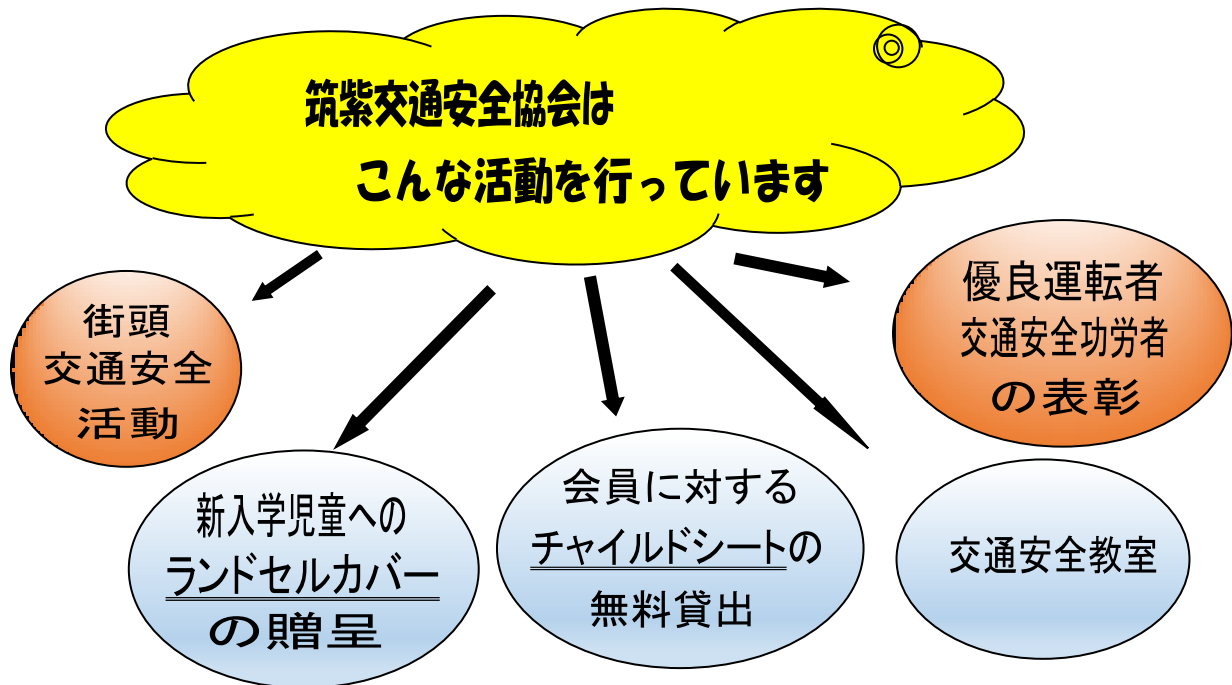 筑紫交通安全協会は
こんな活動を行っています
街頭
交通安全
活動
新入学児童への
ランドセルカバー
の贈呈
会員に対する
チャイルドシートの
無料貸出
交通安全教室
優良運転者
交通安全功労者
の表彰